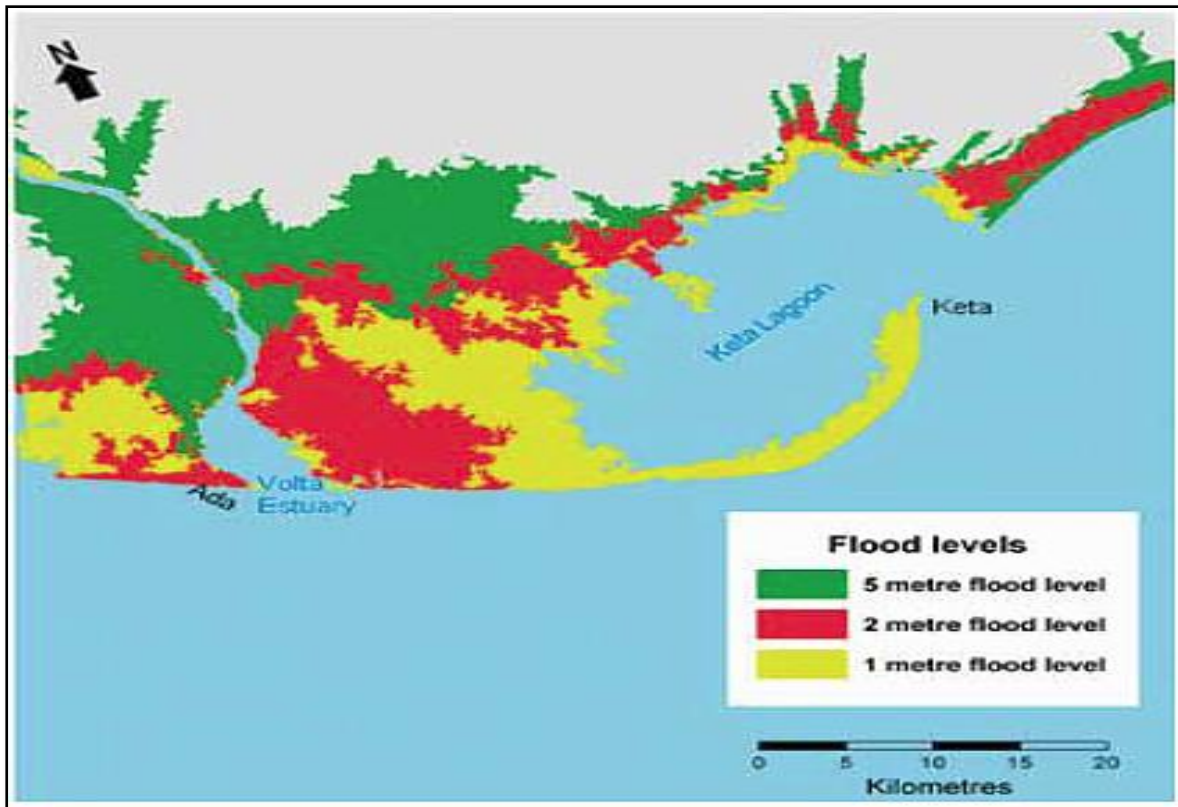 N
Keta Lagoon
Keta
Ada
Volta
Estuary
Flood levels
5 metre flood level
2 metre flood level
1 metre flood level
0 5 10 15 20
Kilometres